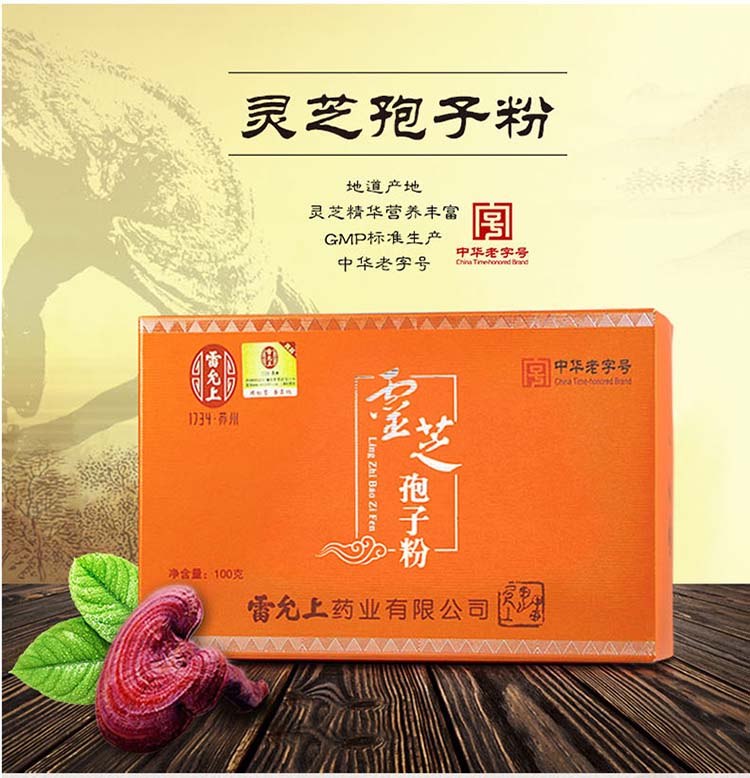 灵芝孢子粉
地道产地
灵芝精华营养丰富
GMP标准生产
中华老字号
中华老字号
China Time-honored Brand
雷允上
1734·苏州
中华老字号
China Time-honored Brand
靈芝
孢子粉
Ling Zhi Bao Zi Fen
净含量：100克
雷允上药业有限公司